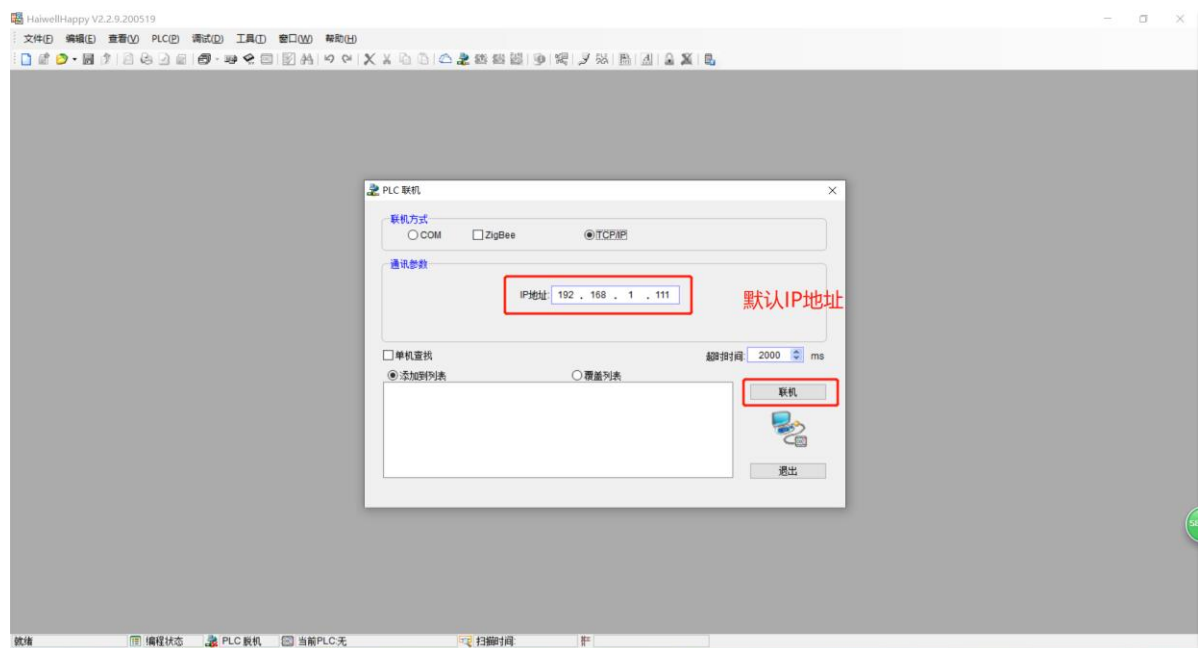 HaiwellHappy V2.2.9.200519
文件(F) 编辑(E) 查看(V) PLC(P) 调试(D) 工具(T) 窗口(W) 帮助(H)
PLC 联机
联机方式
COM ZigBee TCP/IP
通讯参数
IP地址: 192 . 168 . 1 . 111
默认IP地址
单机查找 超时时间: 2000 ms
添加到列表 覆盖列表
联机
退出
就绪 编程状态 PLC 脱机 当前PLC:无 扫描时间: